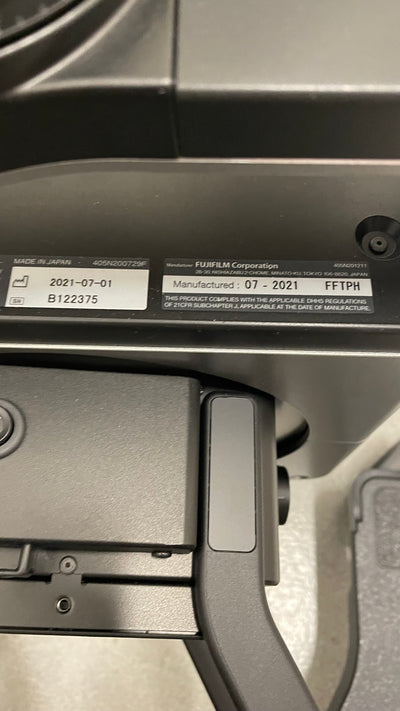 MADE IN JAPAN 405N200729F
2021-07-01
SN B122375
Manufacturer FUJIFILM Corporation 405N201211
26-30, NISHIAZABU 2-CHOME, MINATO-KU, TOKYO 106-8620, JAPAN
Manufactured : 07 - 2021 FFTPH
THIS PRODUCT COMPLIES WITH THE APPLICABLE DHHS REGULATIONS
OF 21CFR SUBCHAPTER J, APPLICABLE AT THE DATE OF MANUFACTURE.